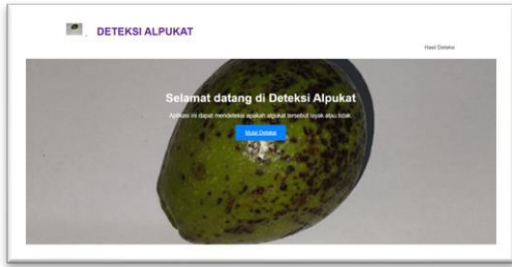 DETEKSI ALPUKAT
Hasil Deteksi
Selamat datang di Deteksi Alpukat
Aplikasi ini dapat mendeteksi apakah alpukat tersebut layak atau tidak.
Mulai Deteksi